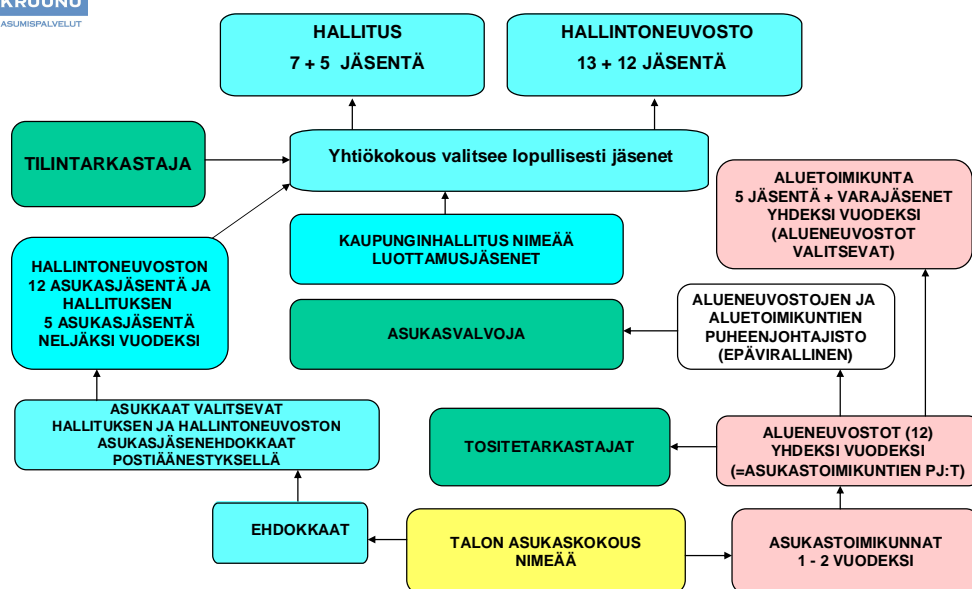 KRUUNU
ASUMISPALVELUT
HALLITUS
7 + 5 JÄSENTÄ
HALLINTONEUVOSTO
13 + 12 JÄSENTÄ
TILINTARKASTAJA
Yhtiökokous valitsee lopullisesti jäsenet
ALUETOIMIKUNTA
5 JÄSENTÄ + VARAJÄSENET
YHDEKSI VUODEKSI
(ALUENEUVOSTOT
VALITSEVAT)
KAUPUNGINHALLITUS NIMEÄÄ
LUOTTAMUSJÄSENET
HALLINTONEUVOSTON
12 ASUKASJÄSENTÄ JA
HALLITUKSEN
5 ASUKASJÄSENTÄ
NELJÄKSI VUODEKSI
ASUKASVALVOJA
ALUENEUVOSTOJEN JA
ALUETOIMIKUNTIEN
PUHEENJOHTAJISTO
(EPÄVIRALLINEN)
ASUKKAAT VALITSEVAT
HALLITUKSEN JA HALLINTONEUVOSTON
ASUKASJÄSENEHDOKKAAT
POSTIÄÄNESTYKSELLÄ
TOSITETARKASTAJAT
ALUENEUVOSTOT (12)
YHDEKSI VUODEKSI
(=ASUKASTOIMIKUNTIEN PJ:T)
EHDOKKAAT
TALON ASUKASKOKOUS
NIMEÄÄ
ASUKASTOIMIKUNNAT
1 - 2 VUODEKSI